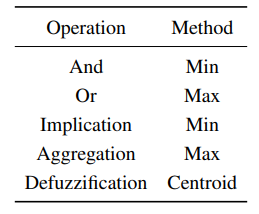 Operation Method
And Min
Or Max
Implication Min
Aggregation Max
Defuzzification Centroid